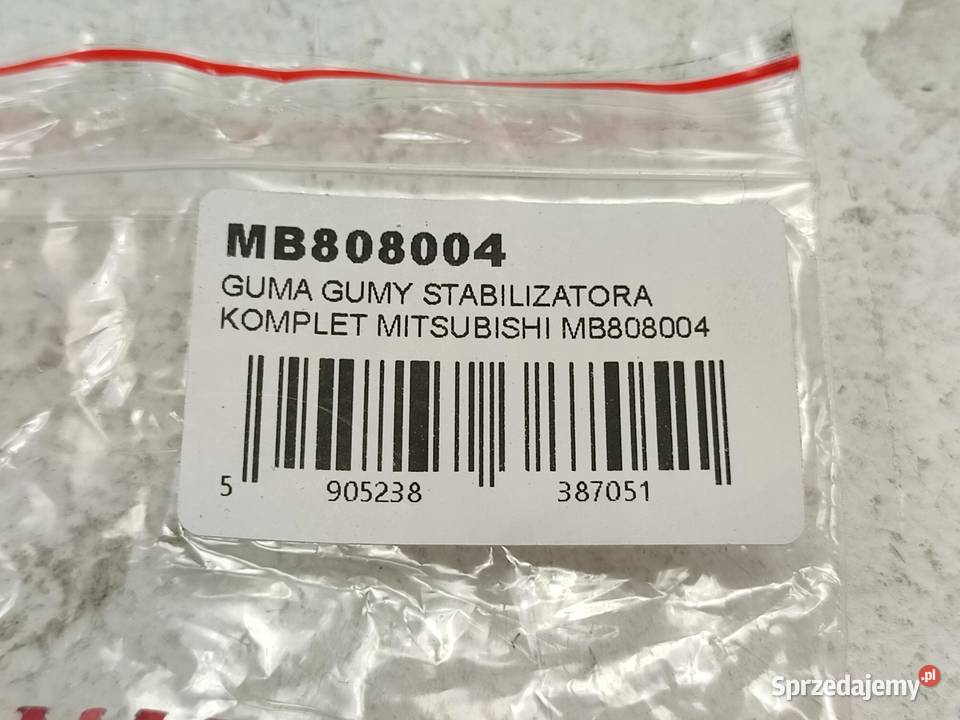 MB808004
GUMA GUMY STABILIZATORA
KOMPLET MITSUBISHI MB808004
5 905238 387051
Sprzedajemy.pl